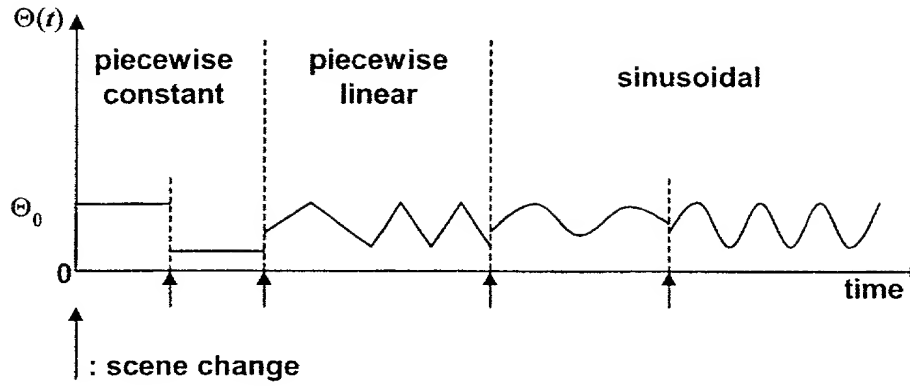 Θ(t)
piecewise
constant
piecewise
linear
sinusoidal
Θ₀
0
time
: scene change